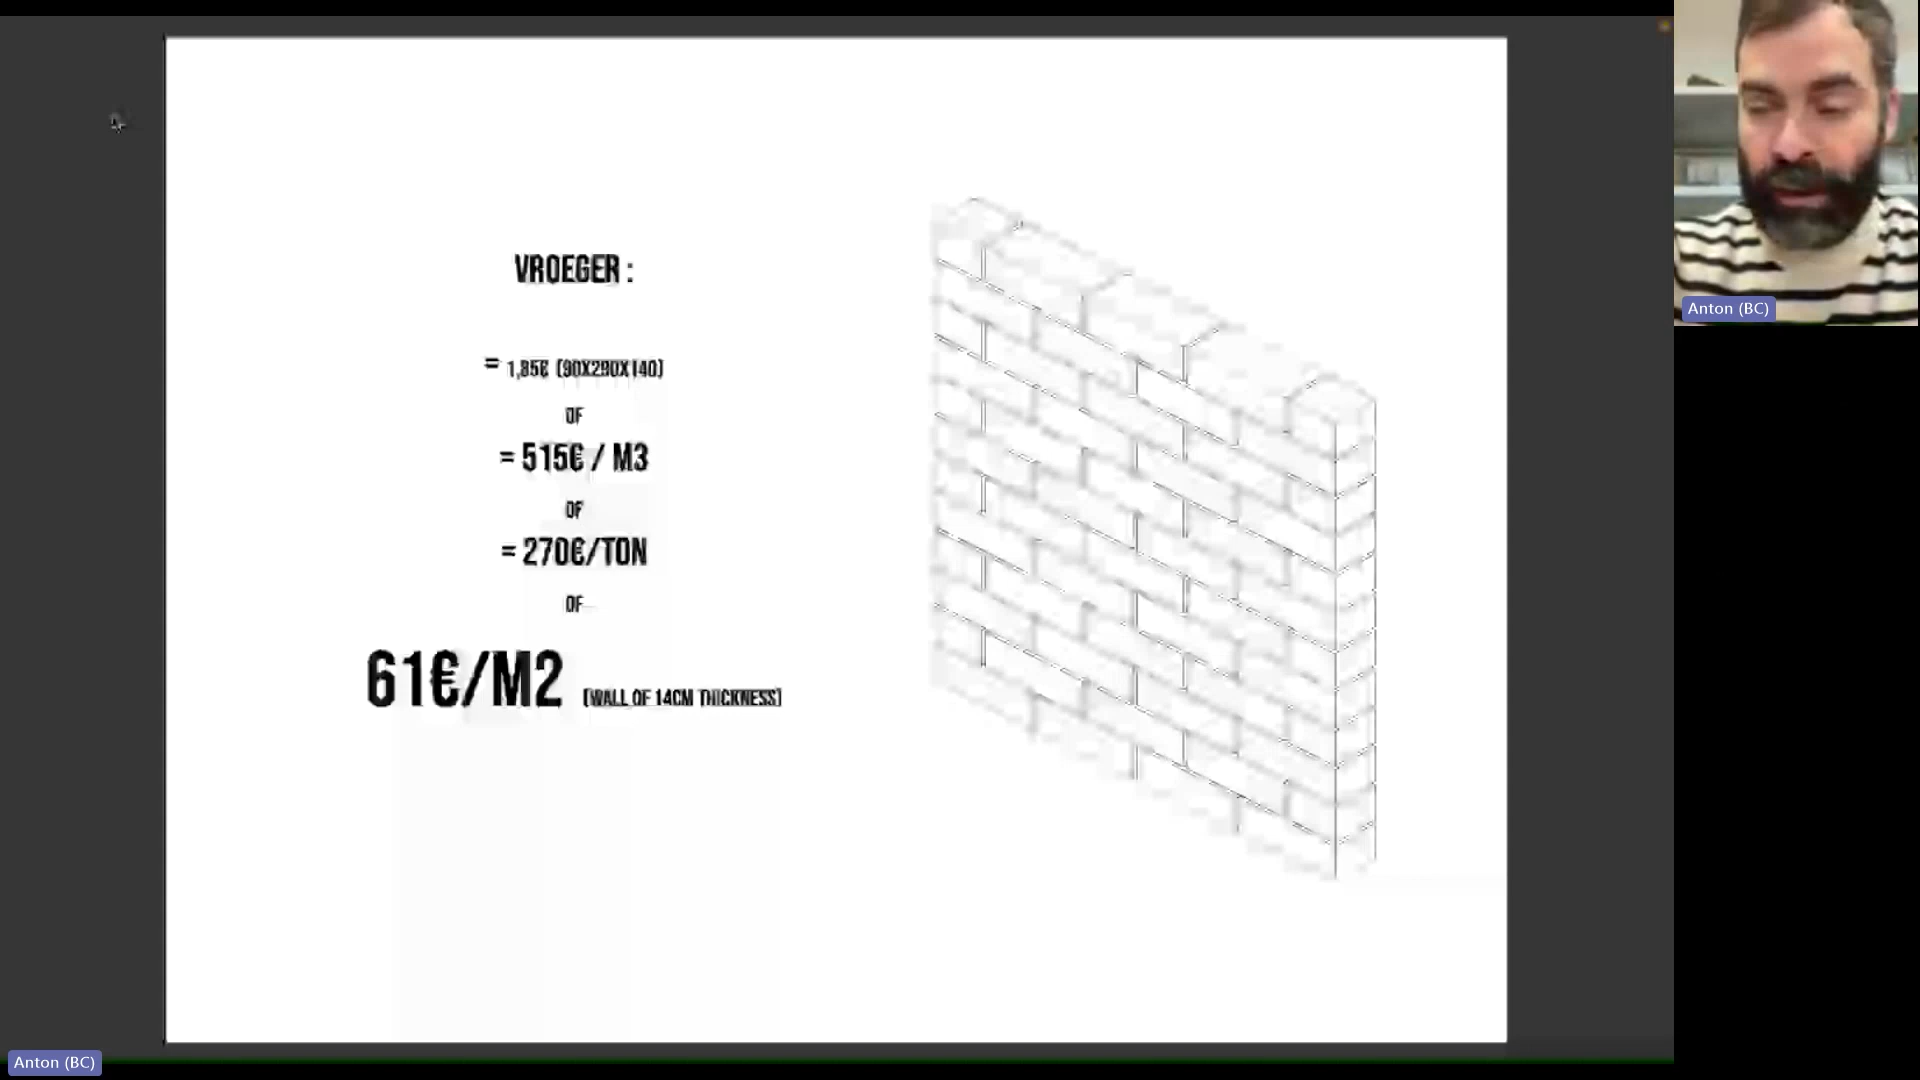 VROEGER :
= 1,85€ (90X290X140)
OF
= 515€ / M3
OF
= 270€/TON
OF
61€/M2 (WALL OF 14CM THICKNESS)
Anton (BC)
Anton (BC)